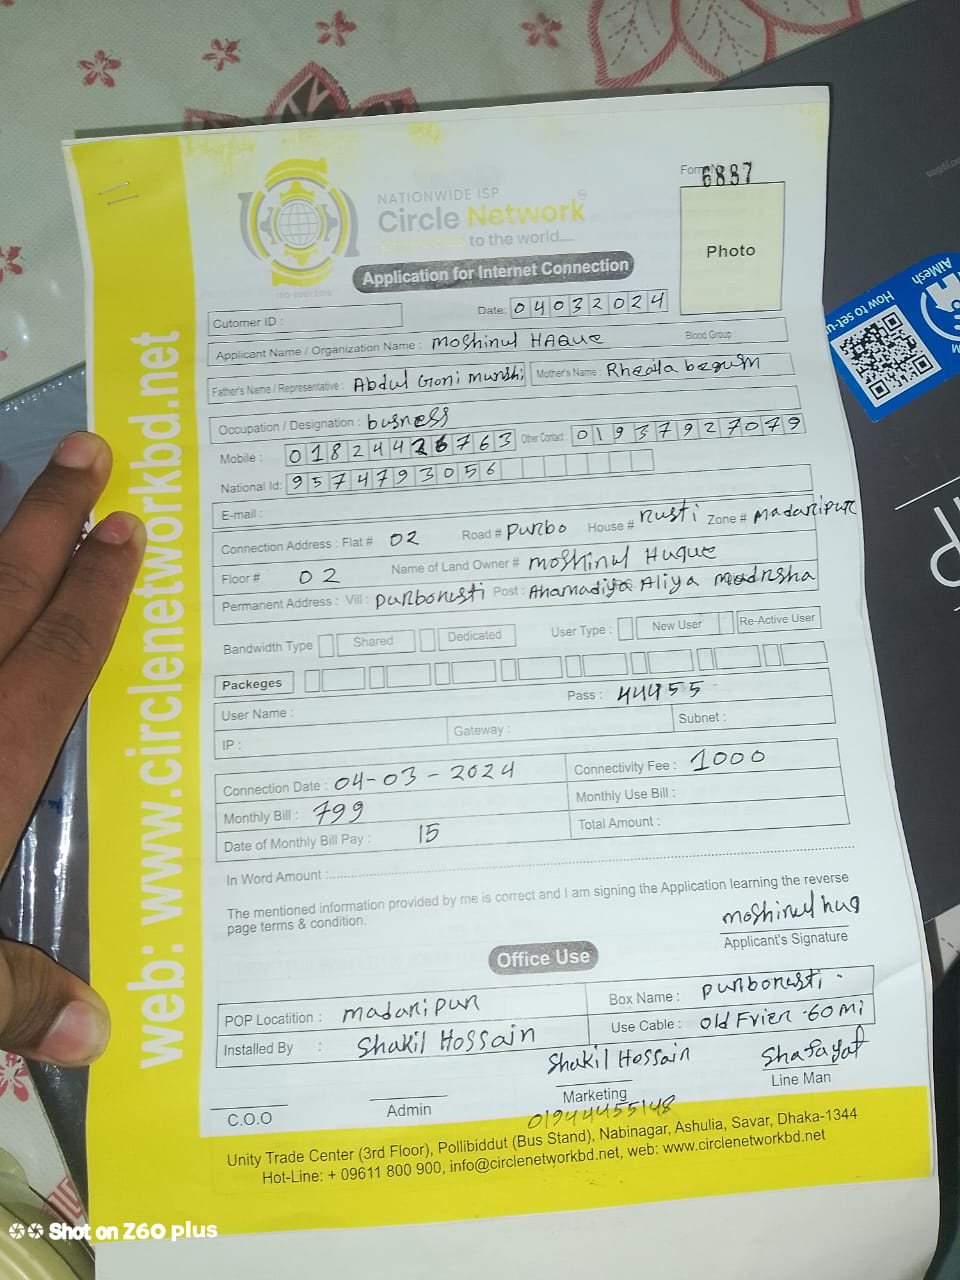 Form No 6837
NATIONWIDE ISP
Circle Network
to the world....
Application for Internet Connection
Photo
Cutomer ID :
Date: 04032024
Applicant Name / Organization Name : Moshinul HAque Blood Group :
Father's Name / Representative : Abdul Goni munshi Mother's Name : Rheada begum
Occupation / Designation : busness
Mobile : 01824426763 Other Contact : 01937927079
National Id: 9574793056
E-mail :
Connection Address : Flat # 02 Road # purbo House # rusti Zone # madaripur
Floor # 02 Name of Land Owner # moshinul Huque
Permanent Address : Vill : purborusti Post : Ahamadiya Aliya madrsha
Bandwidth Type Shared Dedicated User Type : New User Re-Active User
Packeges
User Name : Pass : 44455
IP : Gateway : Subnet :
Connection Date : 04-03-2024 Connectivity Fee : 1000
Monthly Bill : 799 Monthly Use Bill :
Date of Monthly Bill Pay : 15 Total Amount :
In Word Amount :
The mentioned information provided by me is correct and I am signing the Application learning the reverse
page terms & condition.
moshinul huq
Applicant's Signature
Office Use
POP Locatition : madaripur Box Name : purborusti.
Installed By : Shakil Hossain Use Cable : Old Frier .60 mi
Shakil Hossain Shafayat
C.O.O Admin Marketing Line Man
01944455148
Unity Trade Center (3rd Floor), Pollibiddut (Bus Stand), Nabinagar, Ashulia, Savar, Dhaka-1344
Hot-Line: + 09611 800 900, info@circlenetworkbd.net, web: www.circlenetworkbd.net
web: www.circlenetworkbd.net
How to set-u
AiMesh
Shot on Z60 plus